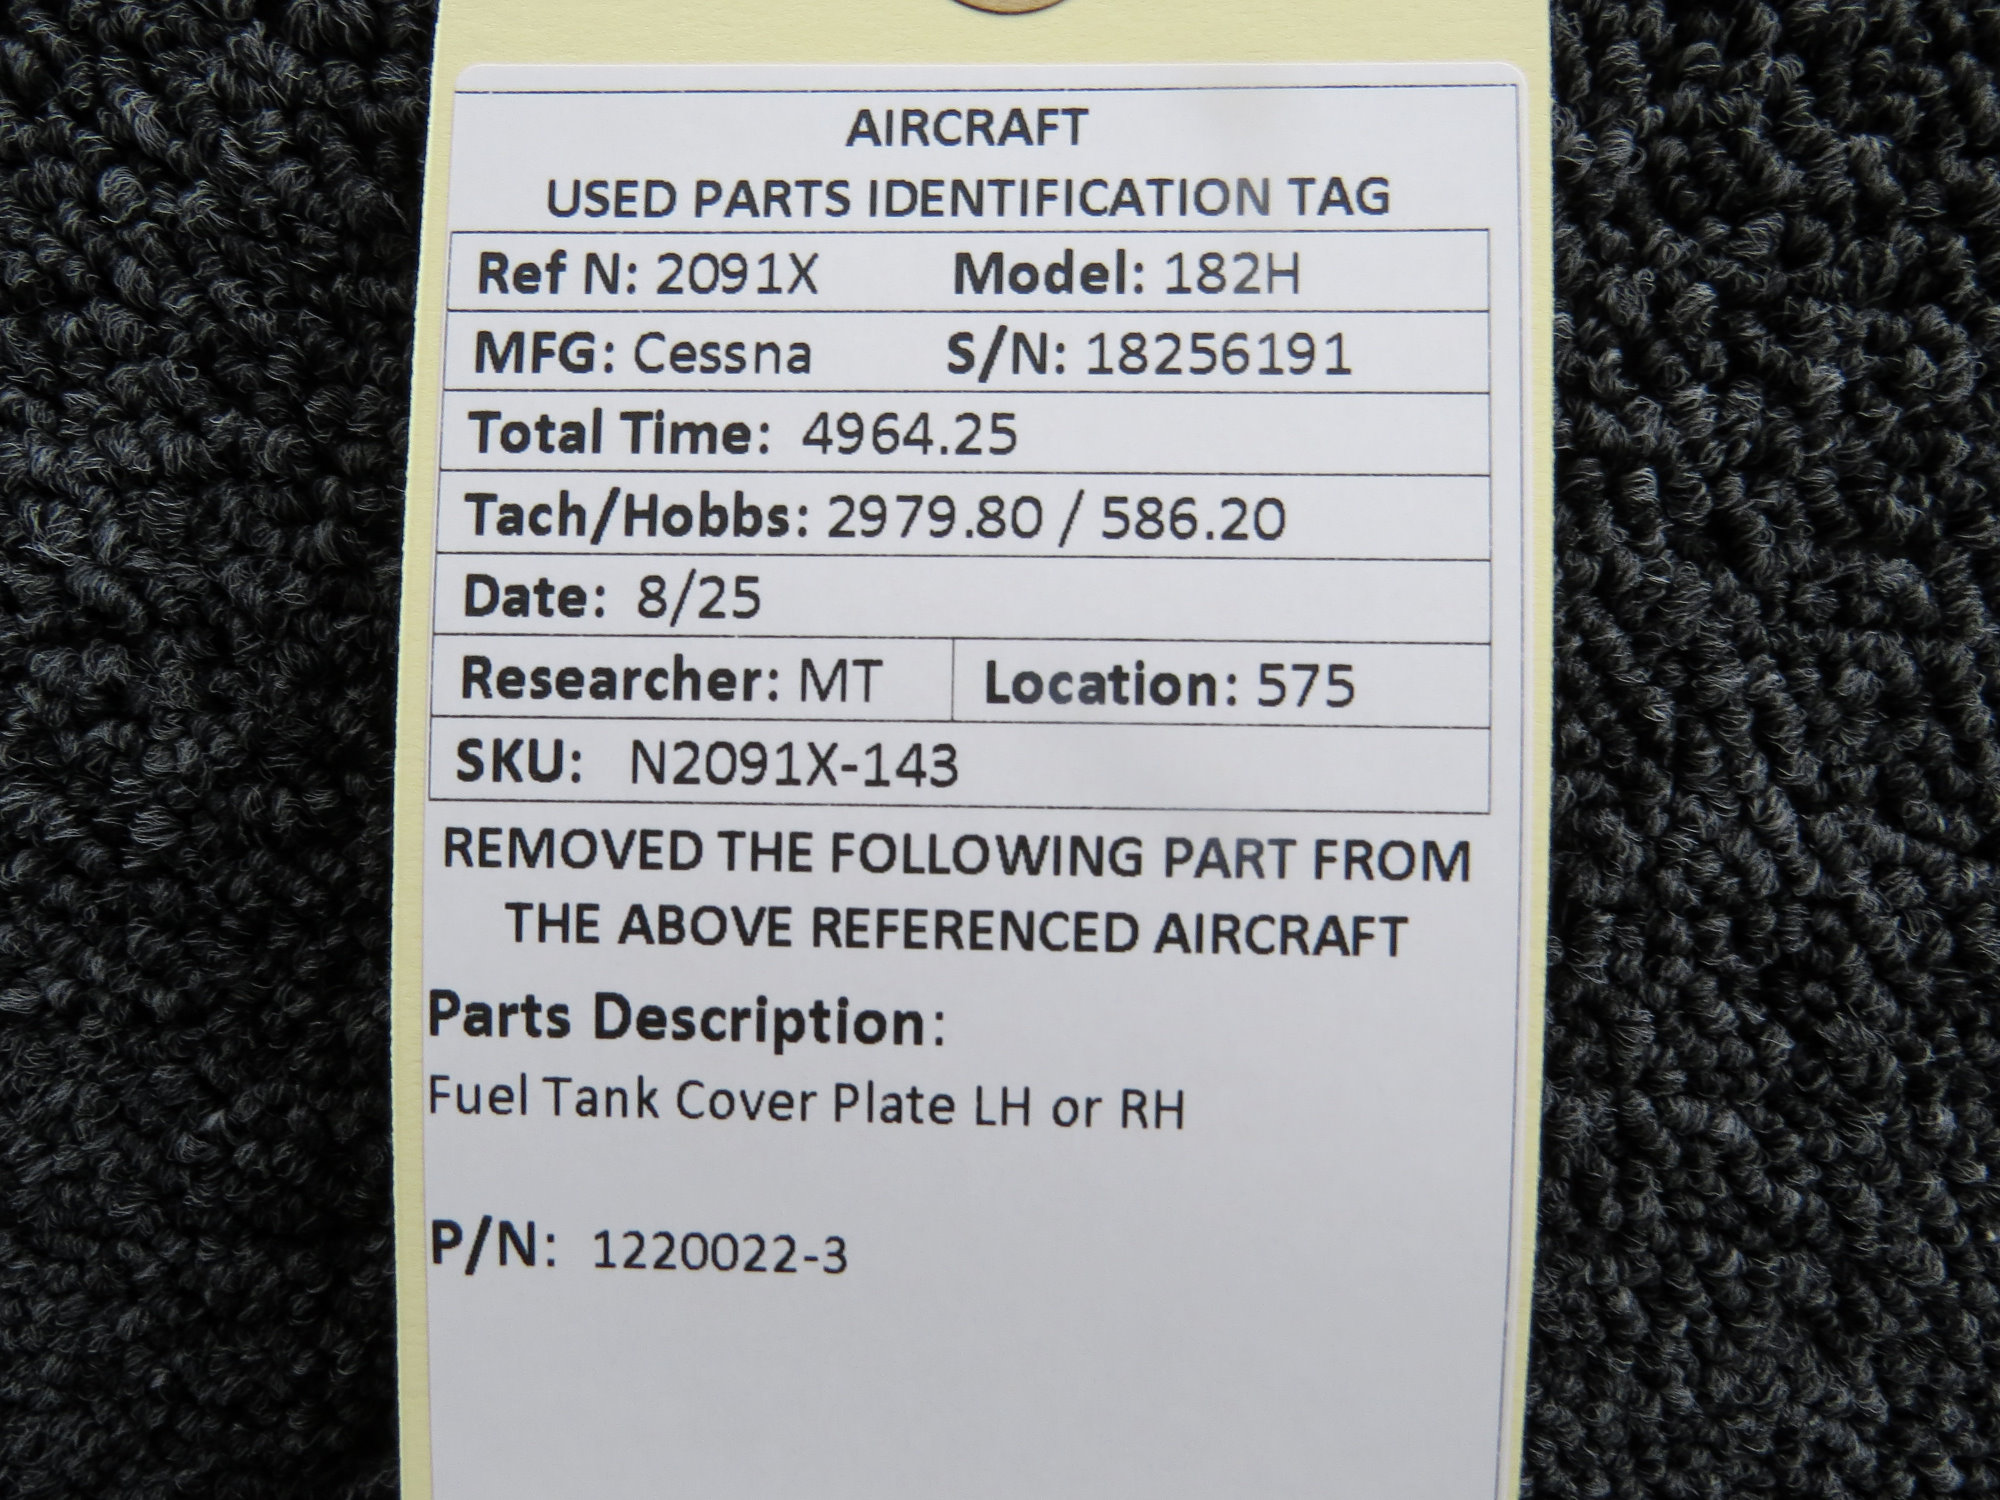 AIRCRAFT
USED PARTS IDENTIFICATION TAG
Ref N: 2091X Model: 182H
MFG: Cessna S/N: 18256191
Total Time: 4964.25
Tach/Hobbs: 2979.80 / 586.20
Date: 8/25
Researcher: MT Location: 575
SKU: N2091X-143
REMOVED THE FOLLOWING PART FROM
THE ABOVE REFERENCED AIRCRAFT
Parts Description:
Fuel Tank Cover Plate LH or RH
P/N: 1220022-3